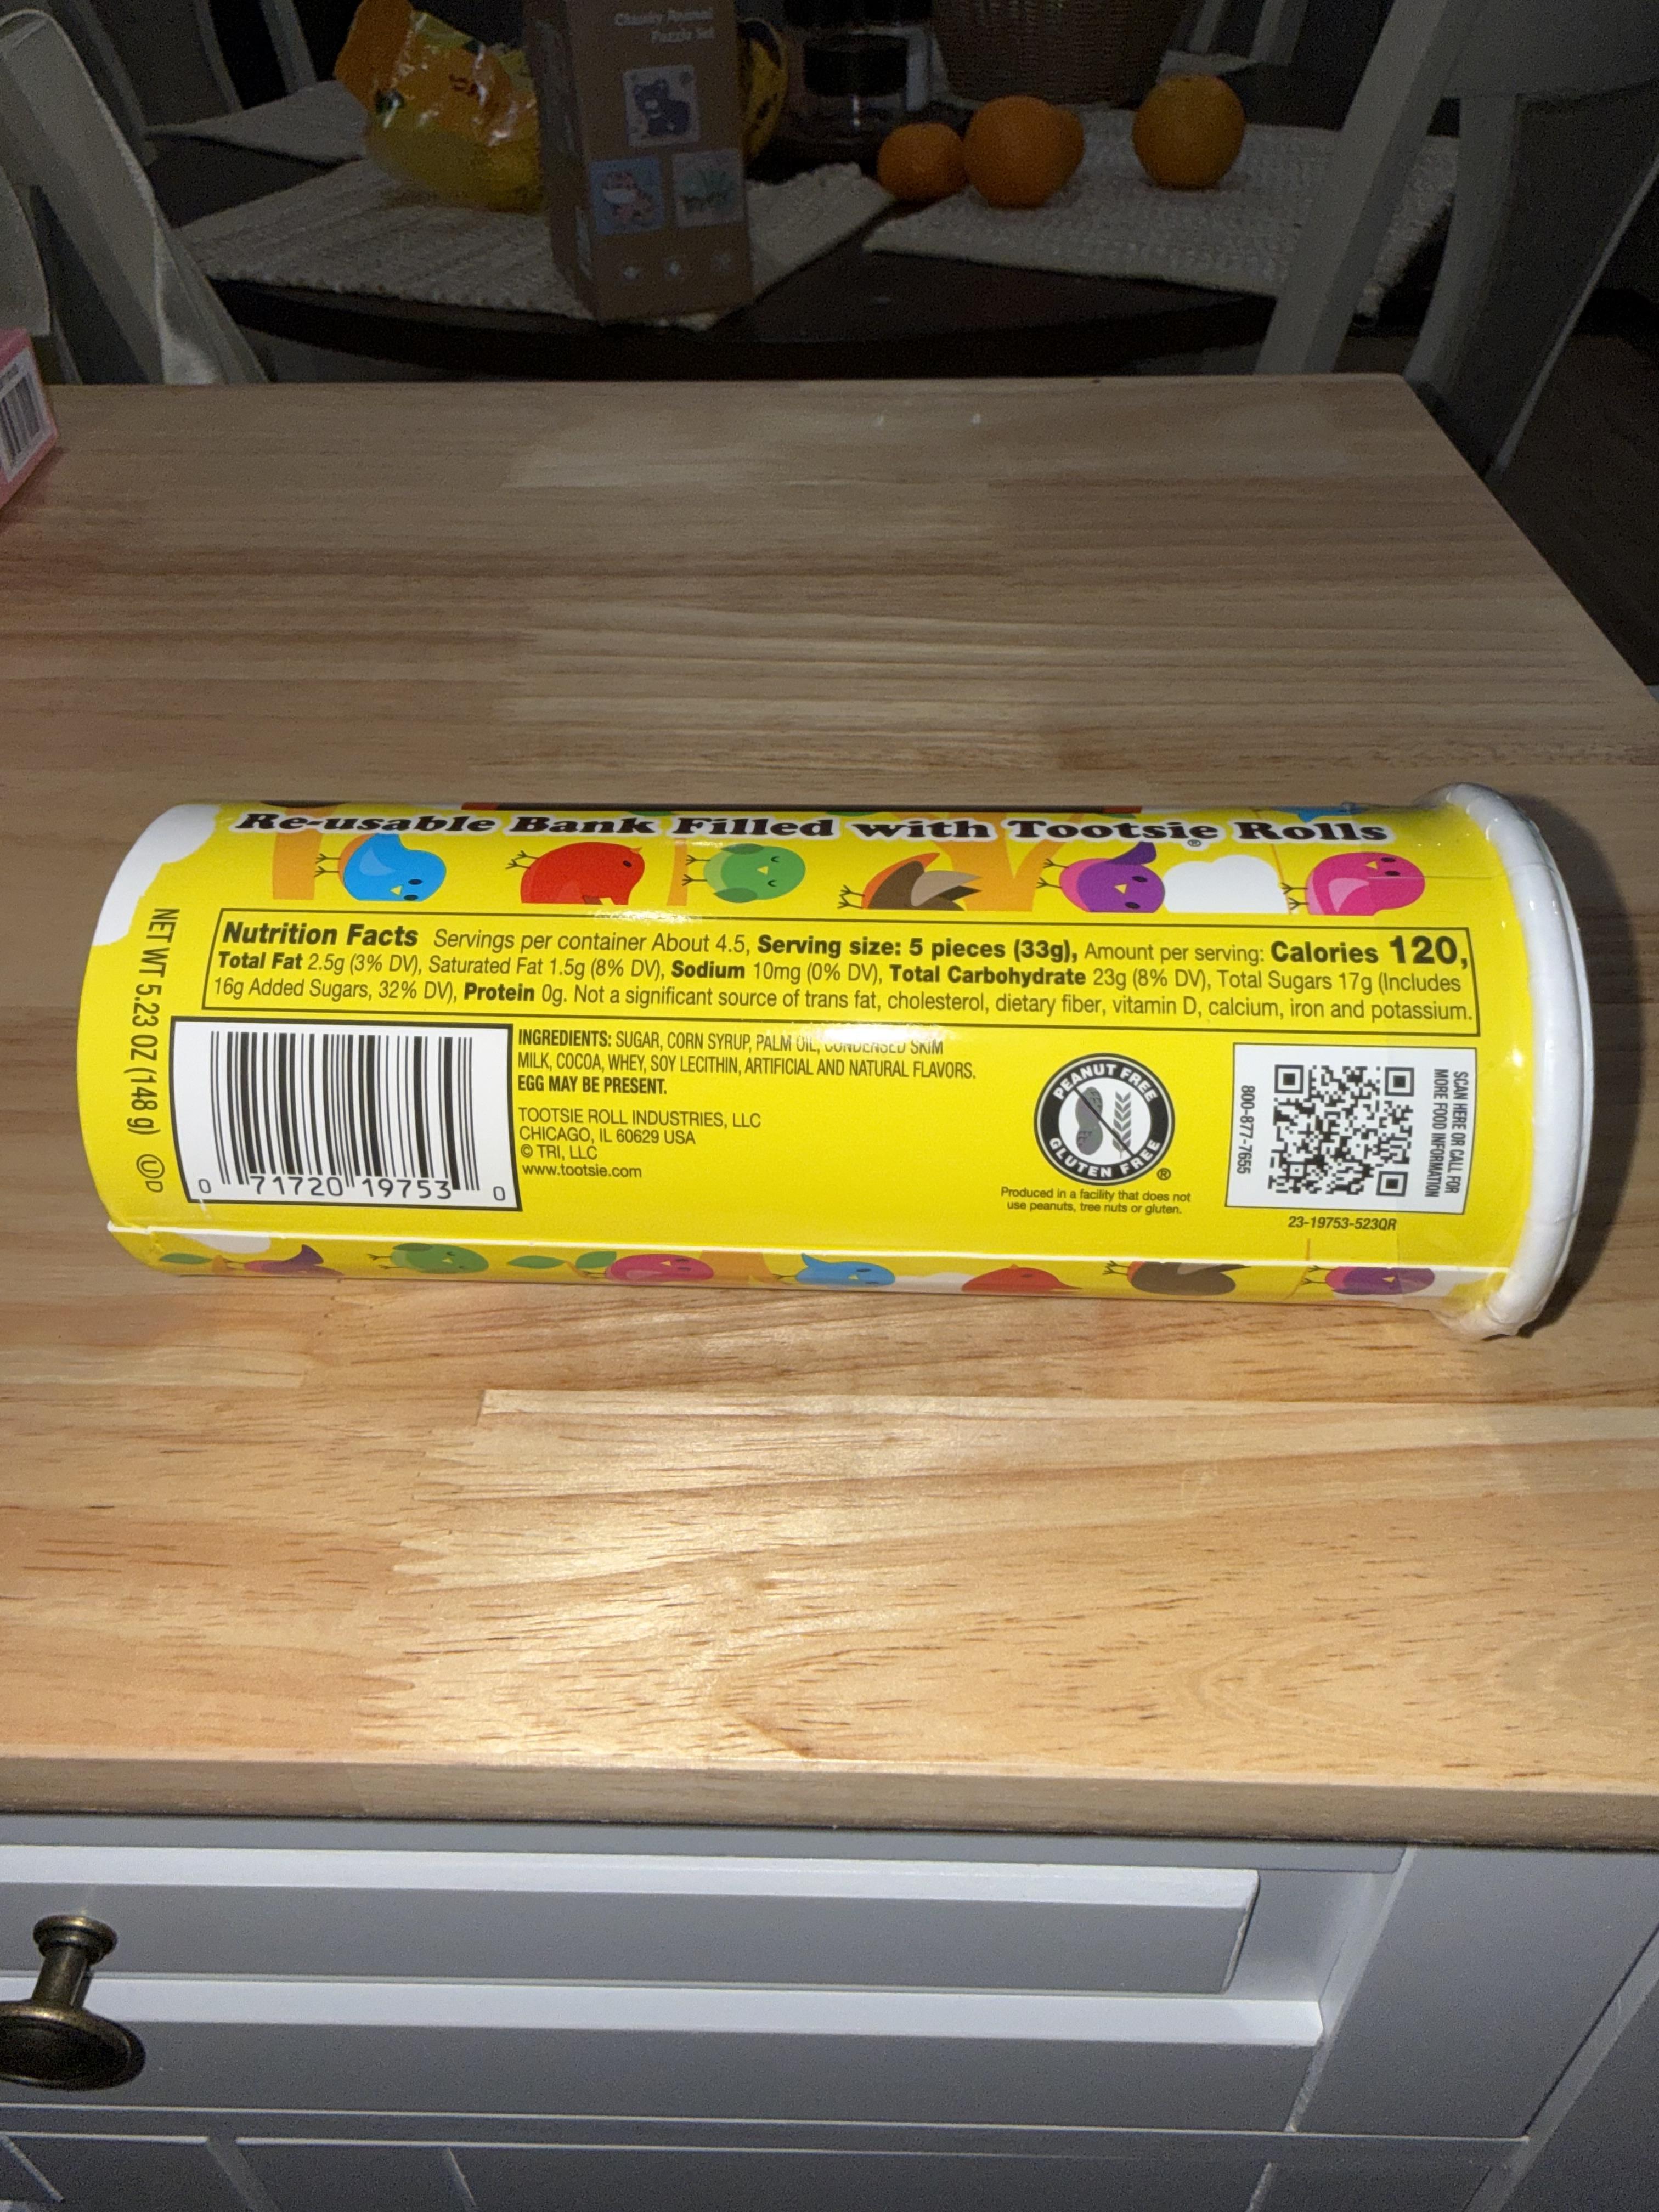 Chunky Animal
Puzzle Set
Re-usable Bank Filled with Tootsie Rolls®
Nutrition Facts Servings per container About 4.5, Serving size: 5 pieces (33g), Amount per serving: Calories 120,
Total Fat 2.5g (3% DV), Saturated Fat 1.5g (8% DV), Sodium 10mg (0% DV), Total Carbohydrate 23g (8% DV), Total Sugars 17g (Includes
16g Added Sugars, 32% DV), Protein 0g. Not a significant source of trans fat, cholesterol, dietary fiber, vitamin D, calcium, iron and potassium.
NET WT 5.23 OZ (148 g) ⓊD
0 71720 19753 0
INGREDIENTS: SUGAR, CORN SYRUP, PALM OIL, CONDENSED SKIM
MILK, COCOA, WHEY, SOY LECITHIN, ARTIFICIAL AND NATURAL FLAVORS.
EGG MAY BE PRESENT.
TOOTSIE ROLL INDUSTRIES, LLC
CHICAGO, IL 60629 USA
© TRI, LLC
www.tootsie.com
PEANUT FREE
GLUTEN FREE ®
Produced in a facility that does not
use peanuts, tree nuts or gluten.
SCAN HERE OR CALL FOR
MORE FOOD INFORMATION
800-877-7655
23-19753-523QR